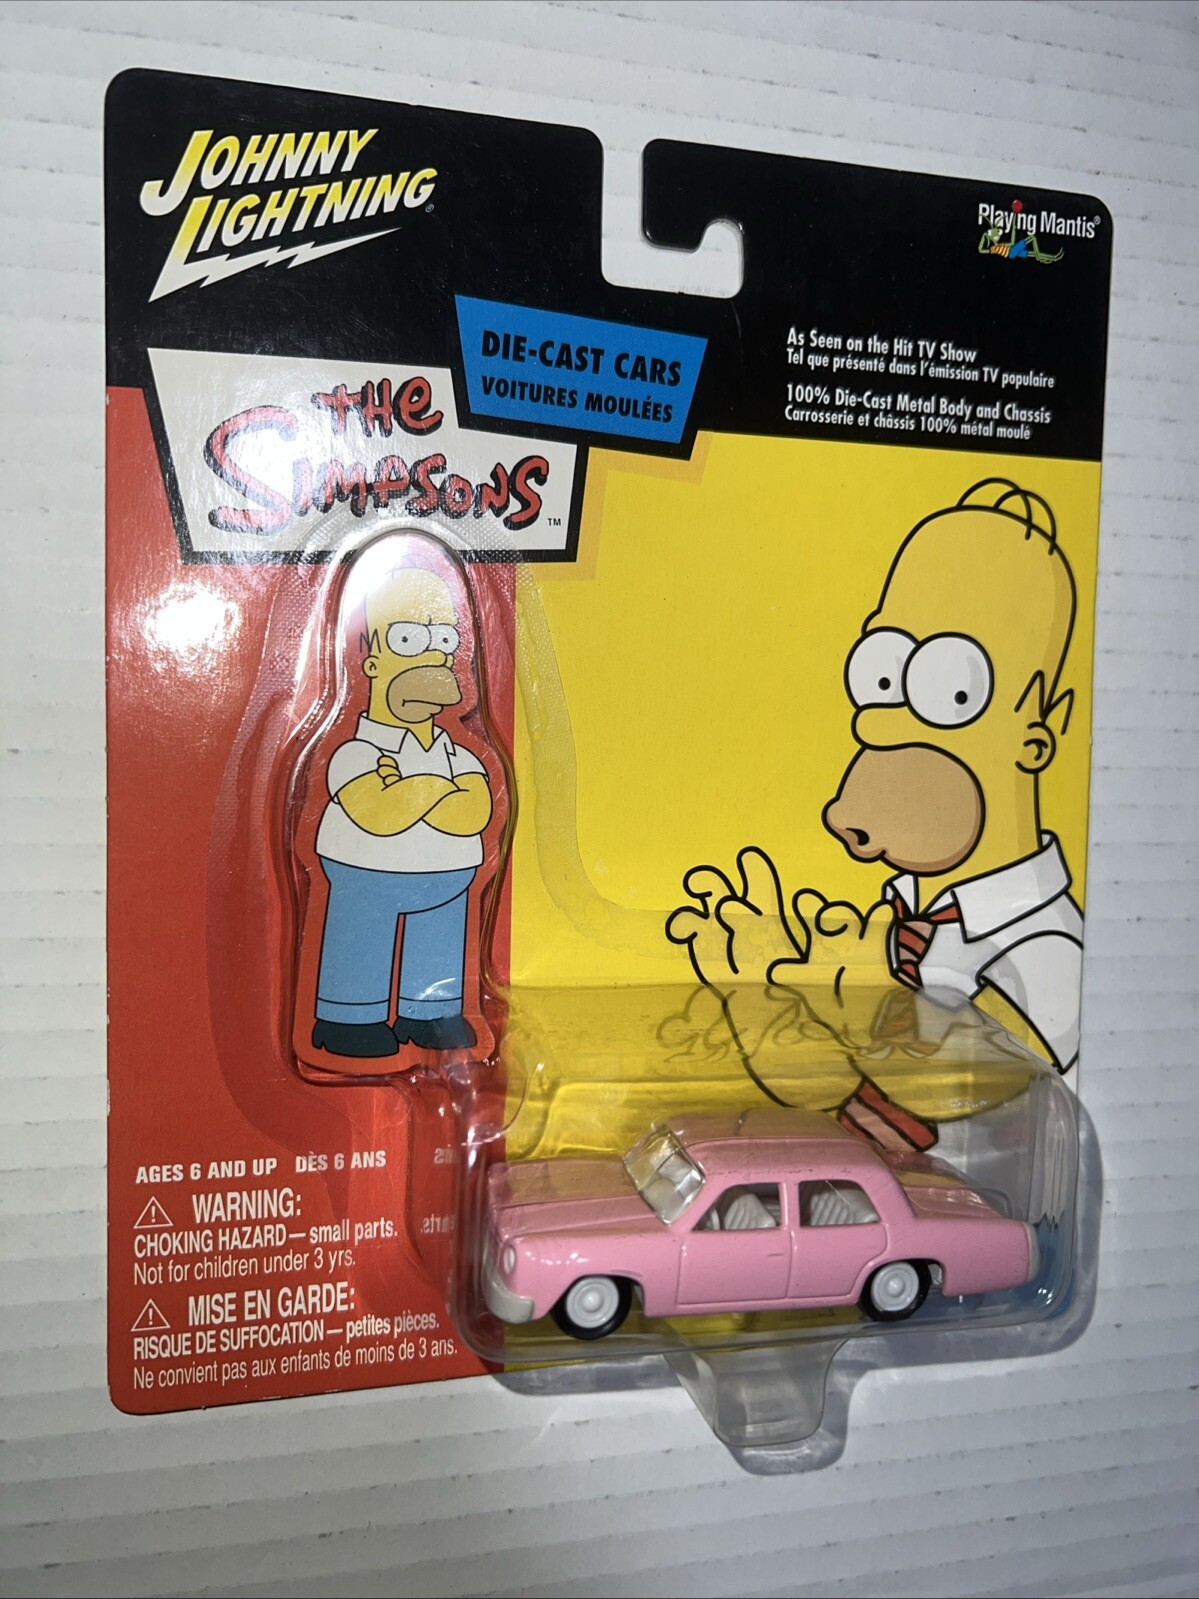 JOHNNY
LIGHTNING®
Playing Mantis®
DIE-CAST CARS
VOITURES MOULÉES
As Seen on the Hit TV Show
Tel que présenté dans l'émission TV populaire
100% Die-Cast Metal Body and Chassis
Carrosserie et châssis 100% métal moulé
THE
SIMPSONS™
AGES 6 AND UP DÈS 6 ANS
WARNING:
CHOKING HAZARD — small parts.
Not for children under 3 yrs.
MISE EN GARDE:
RISQUE DE SUFFOCATION — petites pièces.
Ne convient pas aux enfants de moins de 3 ans.